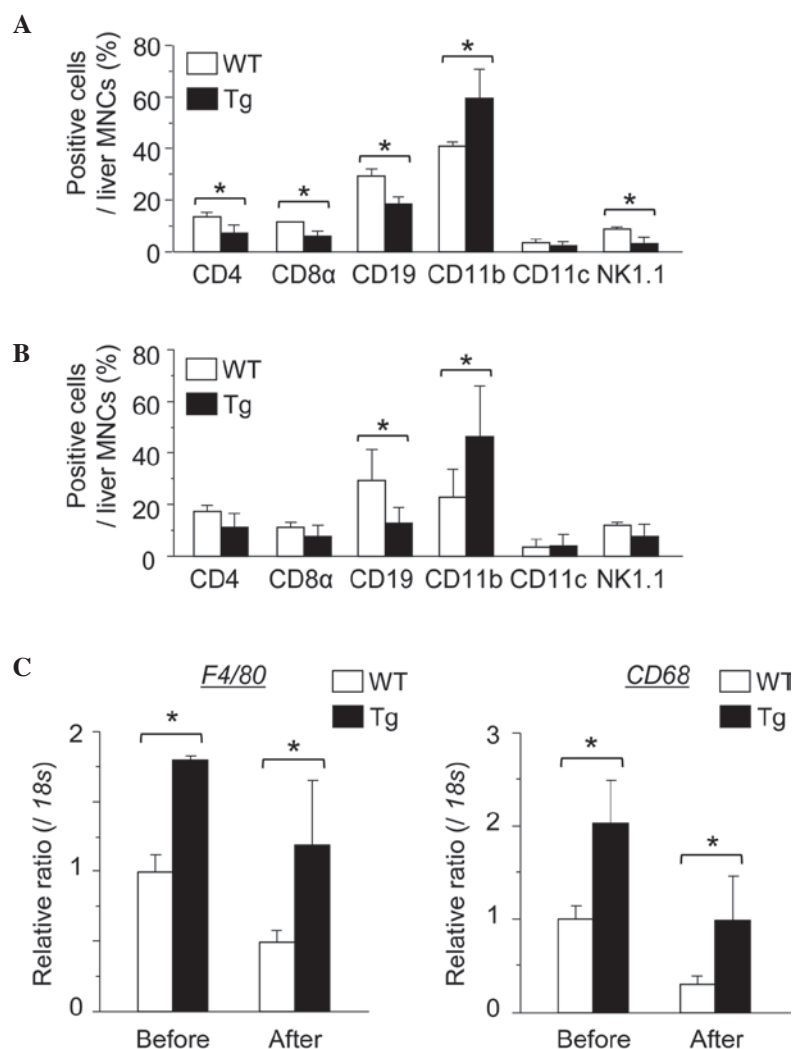 A
Positive cells
/ liver MNCs (%)
80
60
40
20
0
WT
Tg
*
*
*
*
*
CD4 CD8α CD19 CD11b CD11c NK1.1
B
Positive cells
/ liver MNCs (%)
80
60
40
20
0
WT
Tg
*
*
CD4 CD8α CD19 CD11b CD11c NK1.1
C
F4/80
WT
Tg
Relative ratio (/ 18s)
2
1
0
*
*
Before After
CD68
WT
Tg
Relative ratio (/ 18s)
3
2
1
0
*
*
Before After